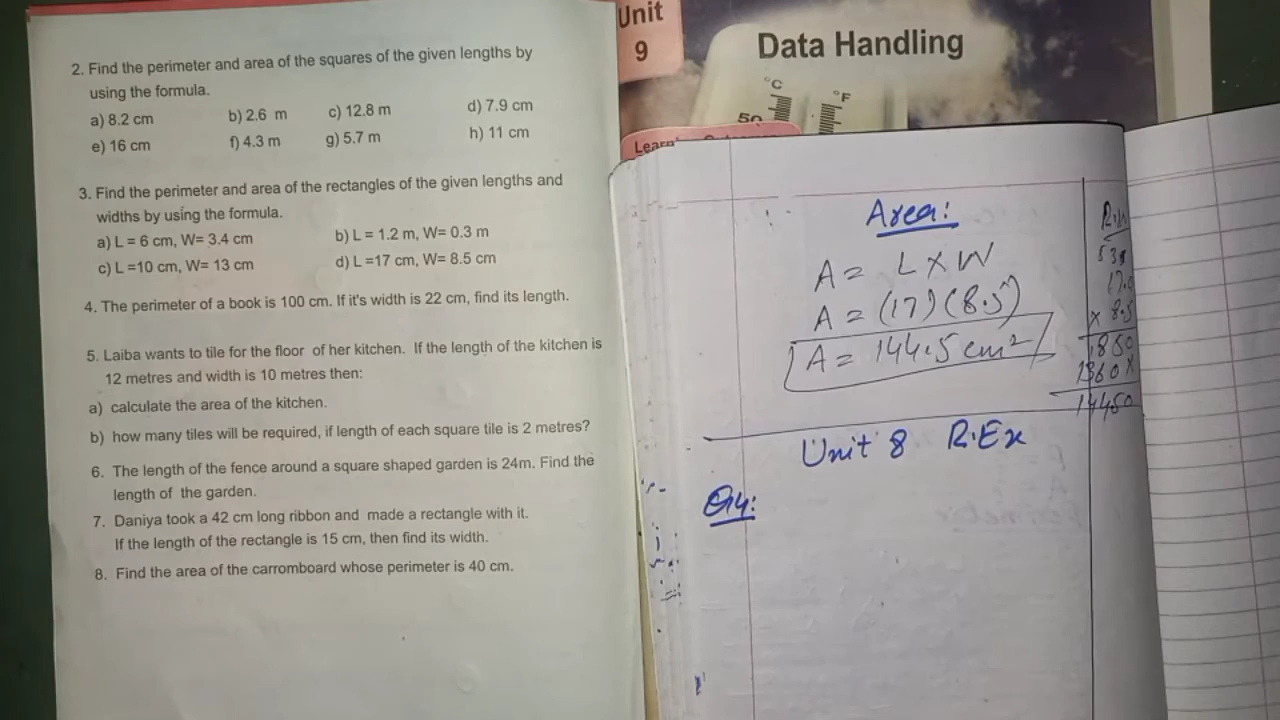 2. Find the perimeter and area of the squares of the given lengths by
using the formula.
a) 8.2 cm b) 2.6 m c) 12.8 m d) 7.9 cm
e) 16 cm f) 4.3 m g) 5.7 m h) 11 cm
3. Find the perimeter and area of the rectangles of the given lengths and
widths by using the formula.
a) L = 6 cm, W= 3.4 cm b) L = 1.2 m, W= 0.3 m
c) L =10 cm, W= 13 cm d) L =17 cm, W= 8.5 cm
4. The perimeter of a book is 100 cm. If it's width is 22 cm, find its length.
5. Laiba wants to tile for the floor of her kitchen. If the length of the kitchen is
12 metres and width is 10 metres then:
a) calculate the area of the kitchen.
b) how many tiles will be required, if length of each square tile is 2 metres?
6. The length of the fence around a square shaped garden is 24m. Find the
length of the garden.
7. Daniya took a 42 cm long ribbon and made a rectangle with it.
If the length of the rectangle is 15 cm, then find its width.
8. Find the area of the carromboard whose perimeter is 40 cm.
Unit
9
Data Handling
°C °F
50
Area:
A = L X W
A = (17)(8.5)
A = 144.5 cm²
x 8.5
1360x
14450
Unit 8 R.Ex
Q4: